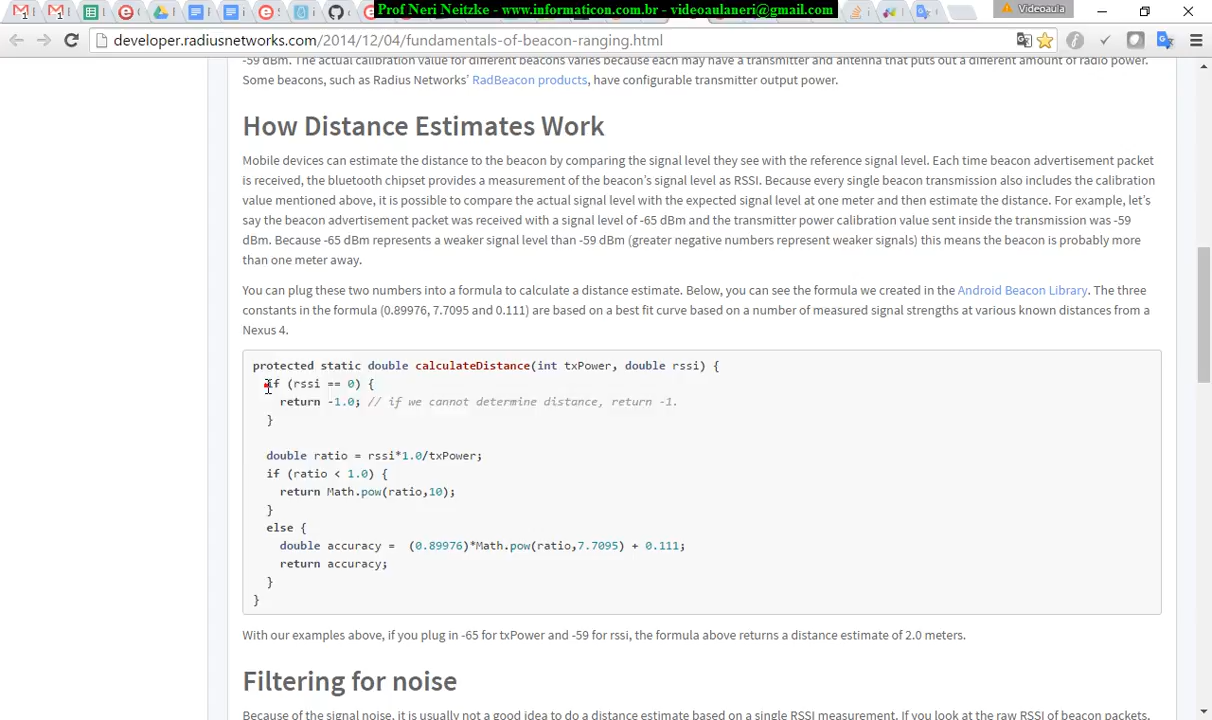 Prof Neri Neitzke - www.informaticon.com.br - videoaulaneri@gmail.com
Videoaula
developer.radiusnetworks.com/2014/12/04/fundamentals-of-beacon-ranging.html
-59 dBm. The actual calibration value for different beacons varies because each may have a transmitter and antenna that puts out a different amount of radio power.
Some beacons, such as Radius Networks' RadBeacon products, have configurable transmitter output power.
How Distance Estimates Work
Mobile devices can estimate the distance to the beacon by comparing the signal level they see with the reference signal level. Each time beacon advertisement packet
is received, the bluetooth chipset provides a measurement of the beacon's signal level as RSSI. Because every single beacon transmission also includes the calibration
value mentioned above, it is possible to compare the actual signal level with the expected signal level at one meter and then estimate the distance. For example, let's
say the beacon advertisement packet was received with a signal level of -65 dBm and the transmitter power calibration value sent inside the transmission was -59
dBm. Because -65 dBm represents a weaker signal level than -59 dBm (greater negative numbers represent weaker signals) this means the beacon is probably more
than one meter away.
You can plug these two numbers into a formula to calculate a distance estimate. Below, you can see the formula we created in the Android Beacon Library. The three
constants in the formula (0.89976, 7.7095 and 0.111) are based on a best fit curve based on a number of measured signal strengths at various known distances from a
Nexus 4.
protected static double calculateDistance(int txPower, double rssi) {
if (rssi == 0) {
return -1.0; // if we cannot determine distance, return -1.
}
double ratio = rssi*1.0/txPower;
if (ratio < 1.0) {
return Math.pow(ratio,10);
}
else {
double accuracy =  (0.89976)*Math.pow(ratio,7.7095) + 0.111;
return accuracy;
}
}
With our examples above, if you plug in -65 for txPower and -59 for rssi, the formula above returns a distance estimate of 2.0 meters.
Filtering for noise
Because of the signal noise, it is usually not a good idea to do a distance estimate based on a single RSSI measurement. If you look at the raw RSSI of beacon packets,